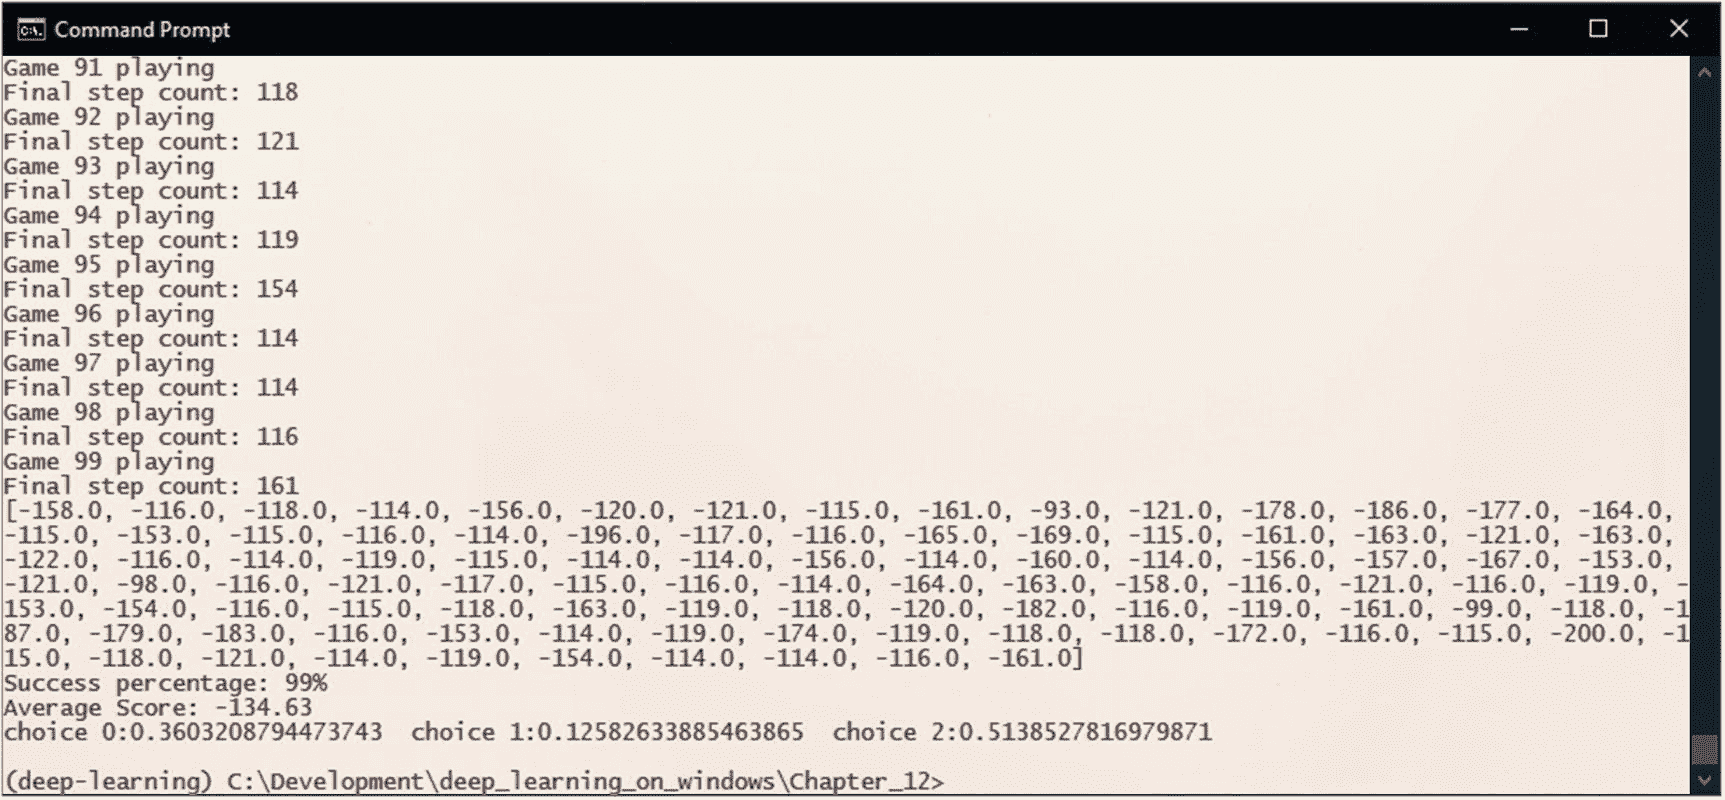 Command Prompt
Game 91 playing
Final step count: 118
Game 92 playing
Final step count: 121
Game 93 playing
Final step count: 114
Game 94 playing
Final step count: 119
Game 95 playing
Final step count: 154
Game 96 playing
Final step count: 114
Game 97 playing
Final step count: 114
Game 98 playing
Final step count: 116
Game 99 playing
Final step count: 161
[-158.0, -116.0, -118.0, -114.0, -156.0, -120.0, -121.0, -115.0, -161.0, -93.0, -121.0, -178.0, -186.0, -177.0, -164.0,
-115.0, -153.0, -115.0, -116.0, -114.0, -196.0, -117.0, -116.0, -165.0, -169.0, -115.0, -161.0, -163.0, -121.0, -163.0,
-122.0, -116.0, -114.0, -119.0, -115.0, -114.0, -114.0, -156.0, -114.0, -160.0, -114.0, -156.0, -157.0, -167.0, -153.0,
-121.0, -98.0, -116.0, -121.0, -117.0, -115.0, -116.0, -114.0, -164.0, -163.0, -158.0, -116.0, -121.0, -116.0, -119.0, -
153.0, -154.0, -116.0, -115.0, -118.0, -163.0, -119.0, -118.0, -120.0, -182.0, -116.0, -119.0, -161.0, -99.0, -118.0, -1
87.0, -179.0, -183.0, -116.0, -153.0, -114.0, -119.0, -174.0, -119.0, -118.0, -118.0, -172.0, -116.0, -115.0, -200.0, -1
15.0, -118.0, -121.0, -114.0, -119.0, -154.0, -114.0, -114.0, -116.0, -161.0]
Success percentage: 99%
Average Score: -134.63
choice 0:0.3603208794473743  choice 1:0.12582633885463865  choice 2:0.5138527816979871
(deep-learning) C:\Development\deep_learning_on_windows\Chapter_12>